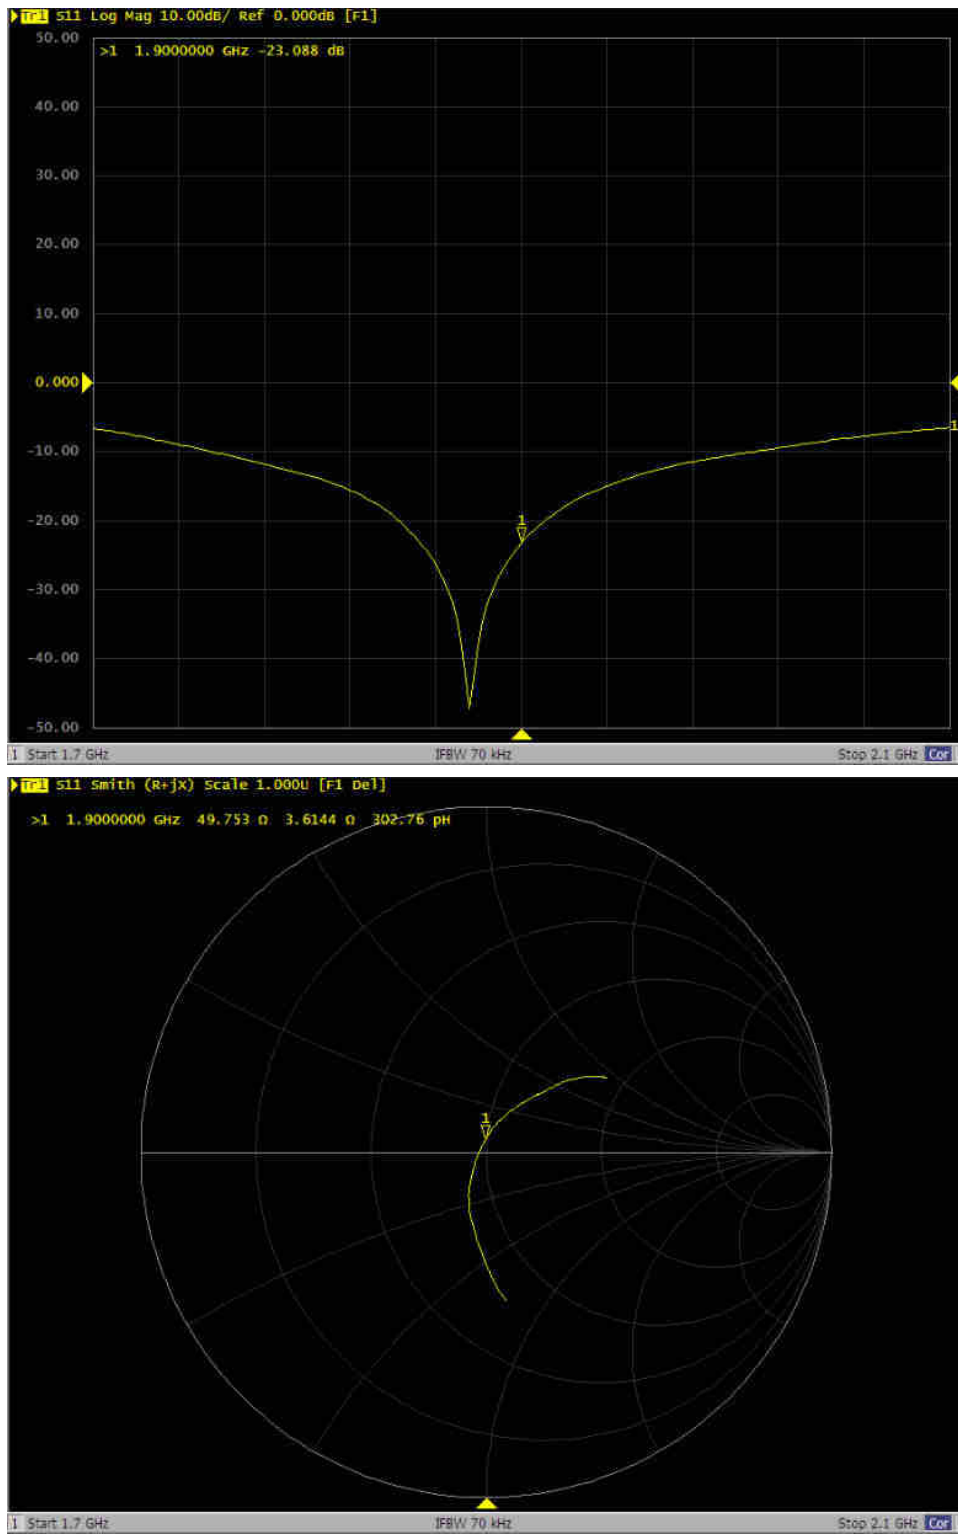 Tr1 S11 Log Mag 10.00dB/ Ref 0.000dB [F1]
50.00
>1 1.9000000 GHz -23.088 dB
40.00
30.00
20.00
10.00
0.000
1
-10.00
-20.00
1
-30.00
-40.00
-50.00
1 Start 1.7 GHz IFBW 70 kHz Stop 2.1 GHz Cor
Tr1 S11 Smith (R+jX) Scale 1.000U [F1 Del]
>1 1.9000000 GHz 49.753 Ω 3.6144 Ω 302.76 pH
1
1 Start 1.7 GHz IFBW 70 kHz Stop 2.1 GHz Cor